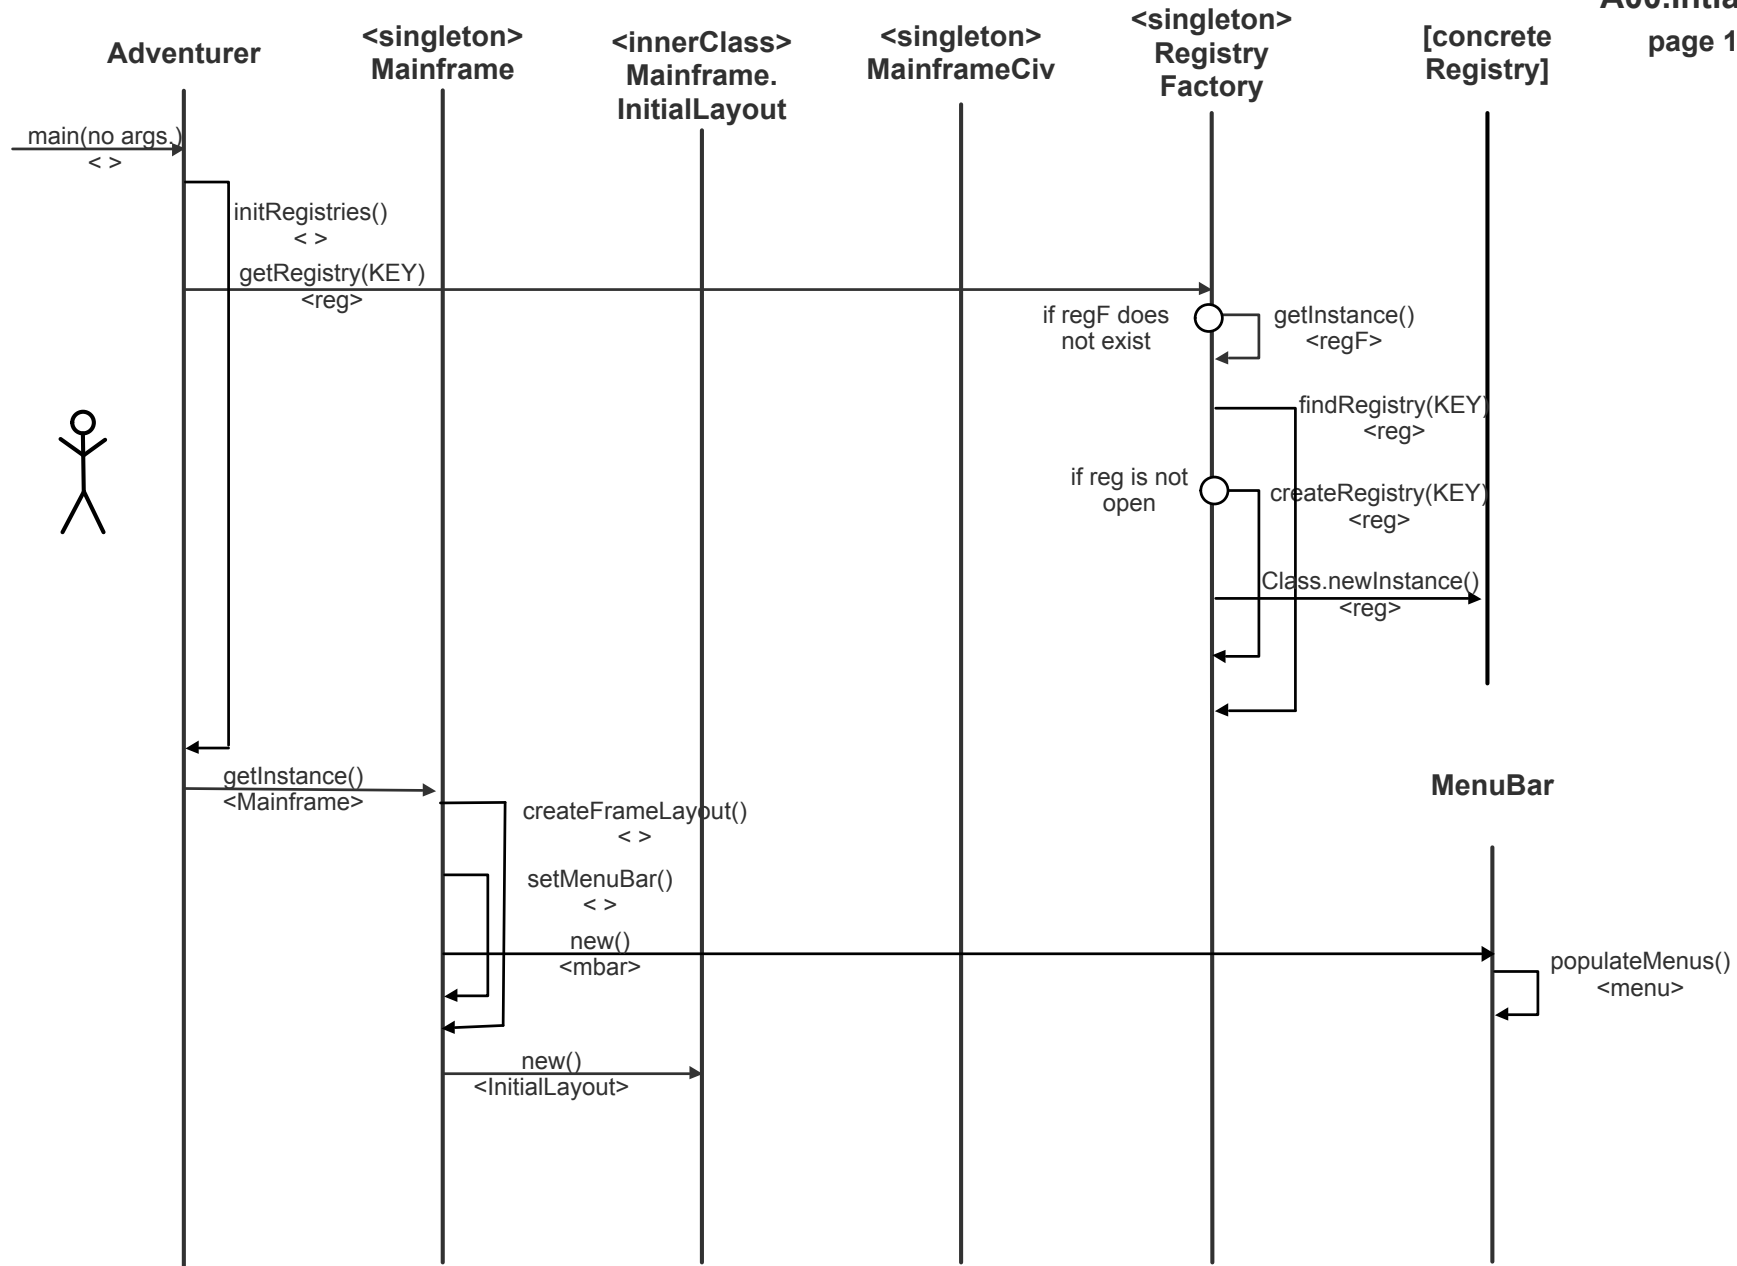 Adventurer
<singleton>
Mainframe
<innerClass>
Mainframe.
InitialLayout
<singleton>
MainframeCiv
<singleton>
Registry
Factory
[concrete
Registry]
page 1
main(no args.)
< >
initRegistries()
< >
getRegistry(KEY)
<reg>
if regF does
not exist
getInstance()
<regF>
findRegistry(KEY)
<reg>
if reg is not
open
createRegistry(KEY)
<reg>
Class.newInstance()
<reg>
getInstance()
<Mainframe>
MenuBar
createFrameLayout()
< >
setMenuBar()
< >
new()
<mbar>
populateMenus()
<menu>
new()
<InitialLayout>